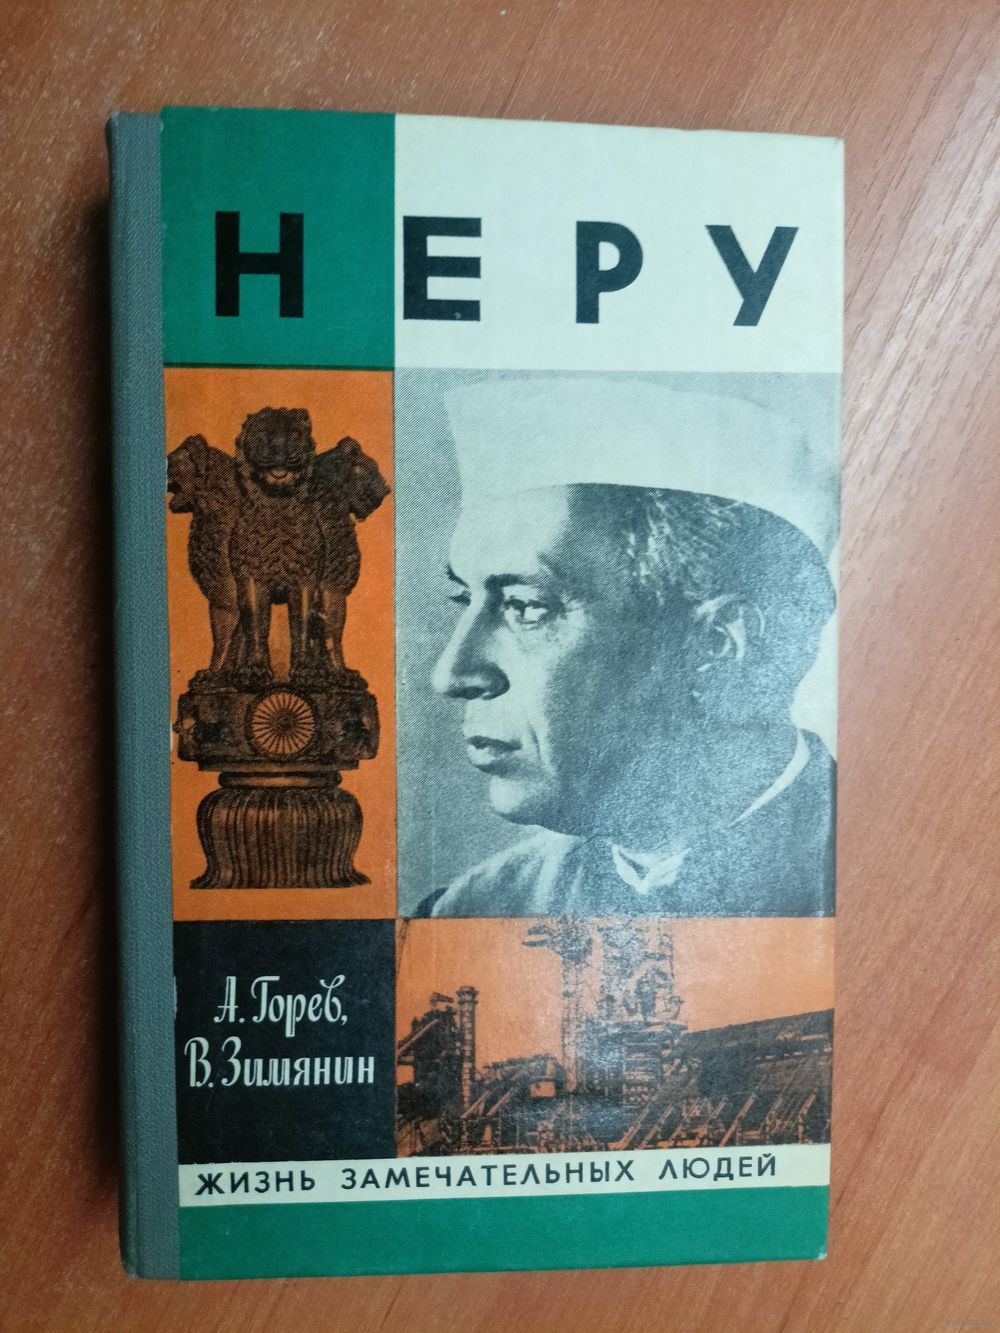 НЕРУ
А. Горев,
В. Зимянин
ЖИЗНЬ ЗАМЕЧАТЕЛЬНЫХ ЛЮДЕЙ